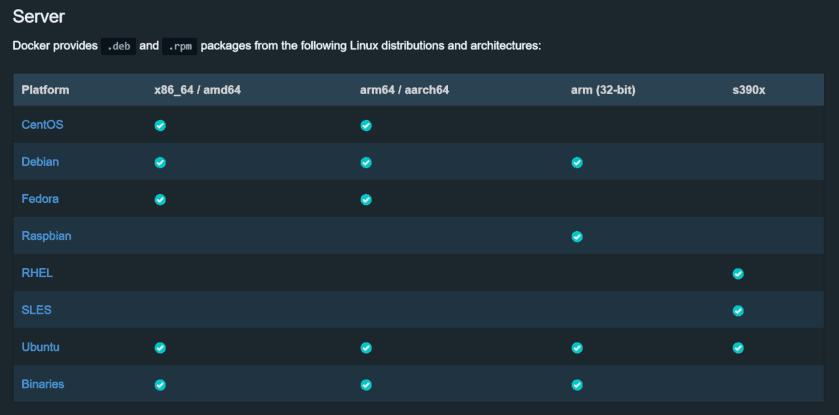 Server
Docker provides .deb and .rpm packages from the following Linux distributions and architectures:
Platform x86_64 / amd64 arm64 / aarch64 arm (32-bit) s390x
CentOS
Debian
Fedora
Raspbian
RHEL
SLES
Ubuntu
Binaries